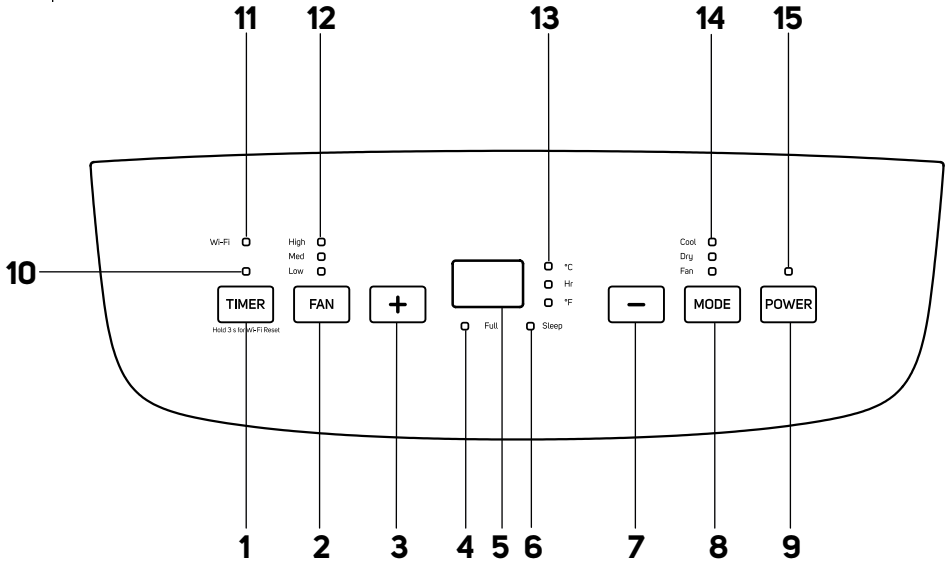 11 12 13 14 15
Wi-Fi High Cool
Med °C Dry
10 Low Hr Fan
TIMER FAN + °F − MODE POWER
Hold 3 s for Wi-Fi Reset Full Sleep
1 2 3 4 5 6 7 8 9